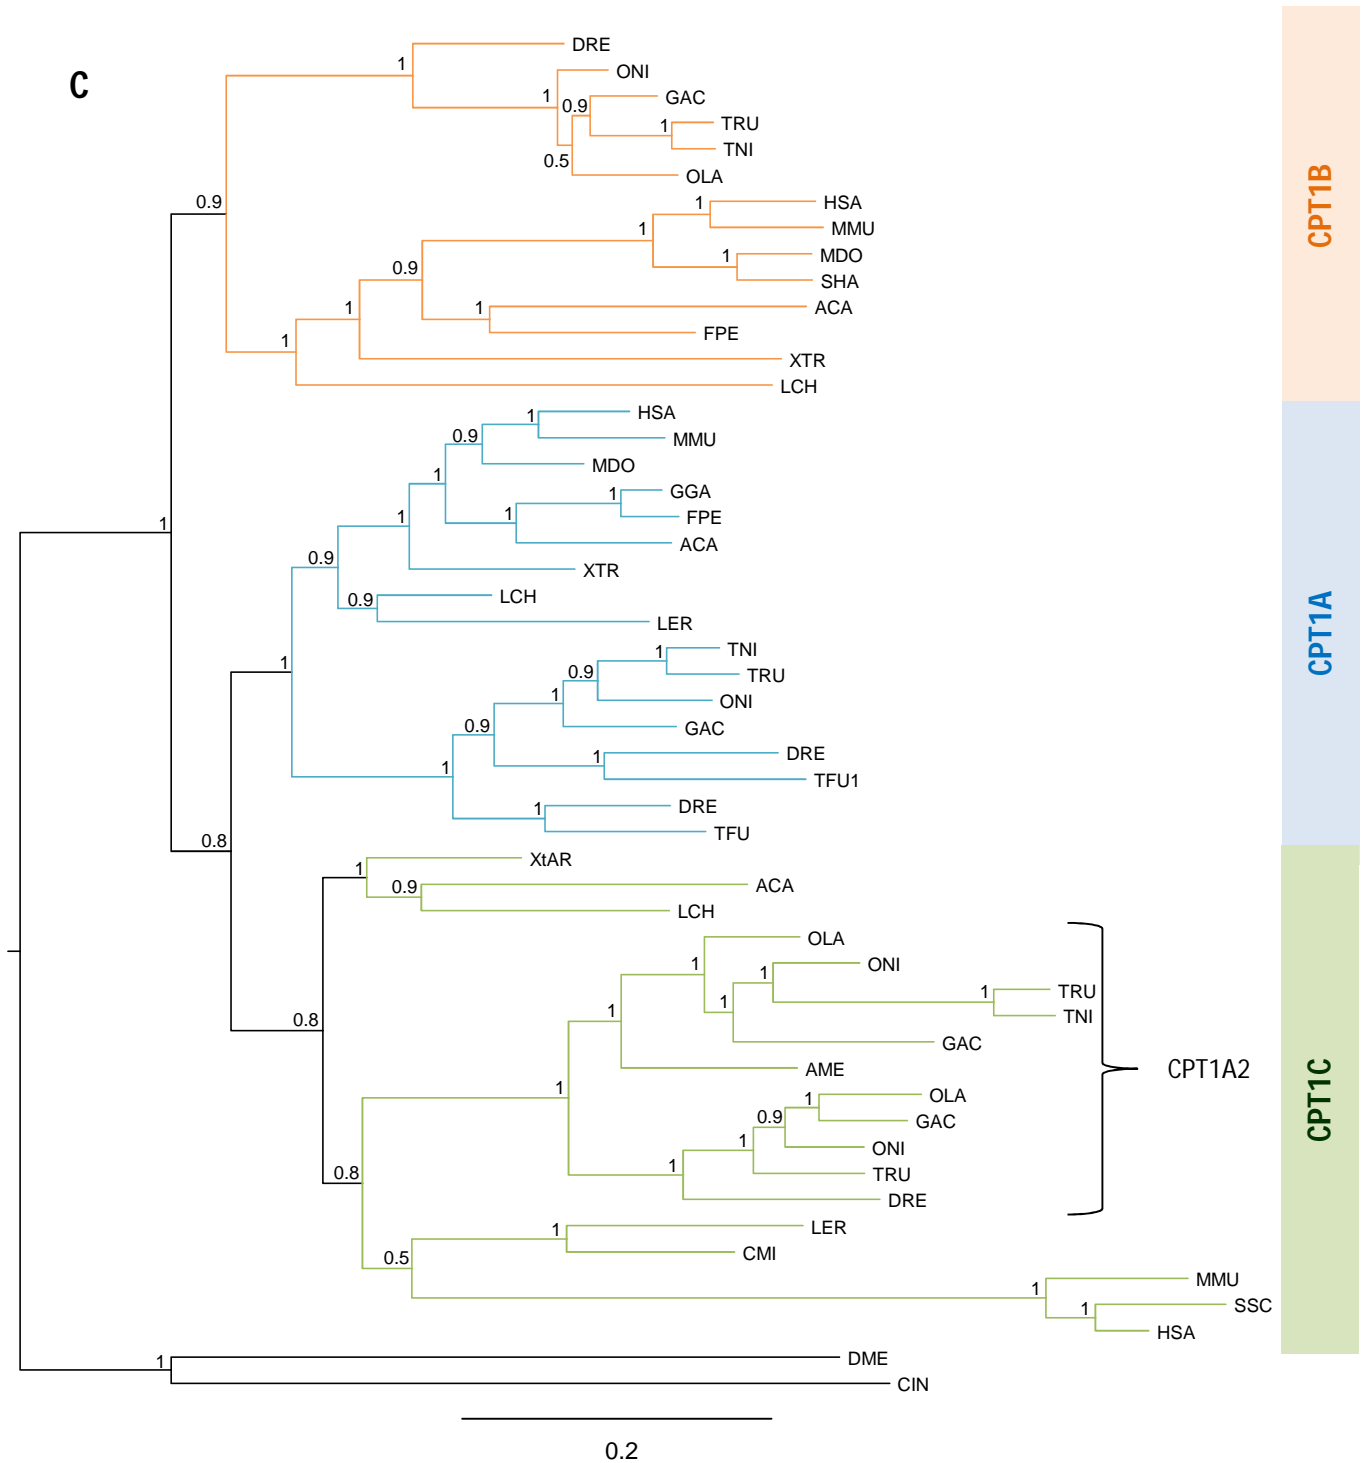 C
DRE
1
ONI
1
GAC
0.9
TRU
1
TNI
0.5
OLA
0.9
HSA
1
MMU
1
MDO
1
SHA
0.9
ACA
1
1
FPE
1
XTR
LCH
CPT1B
HSA
1
MMU
0.9
MDO
1
GGA
1
FPE
1
1
ACA
0.9
XTR
LCH
0.9
LER
1
TNI
1
TRU
0.9
ONI
1
GAC
0.9
DRE
1
TFU1
1
DRE
1
TFU
CPT1A
1
0.8
XtAR
1
ACA
0.9
LCH
OLA
1
ONI
1
TRU
1
TNI
1
1
GAC
0.8
AME
CPT1A2
1
OLA
1
GAC
0.9
ONI
1
TRU
1
DRE
0.8
LER
1
CMI
0.5
MMU
1
SSC
1
HSA
CPT1C
DME
1
CIN
0.2